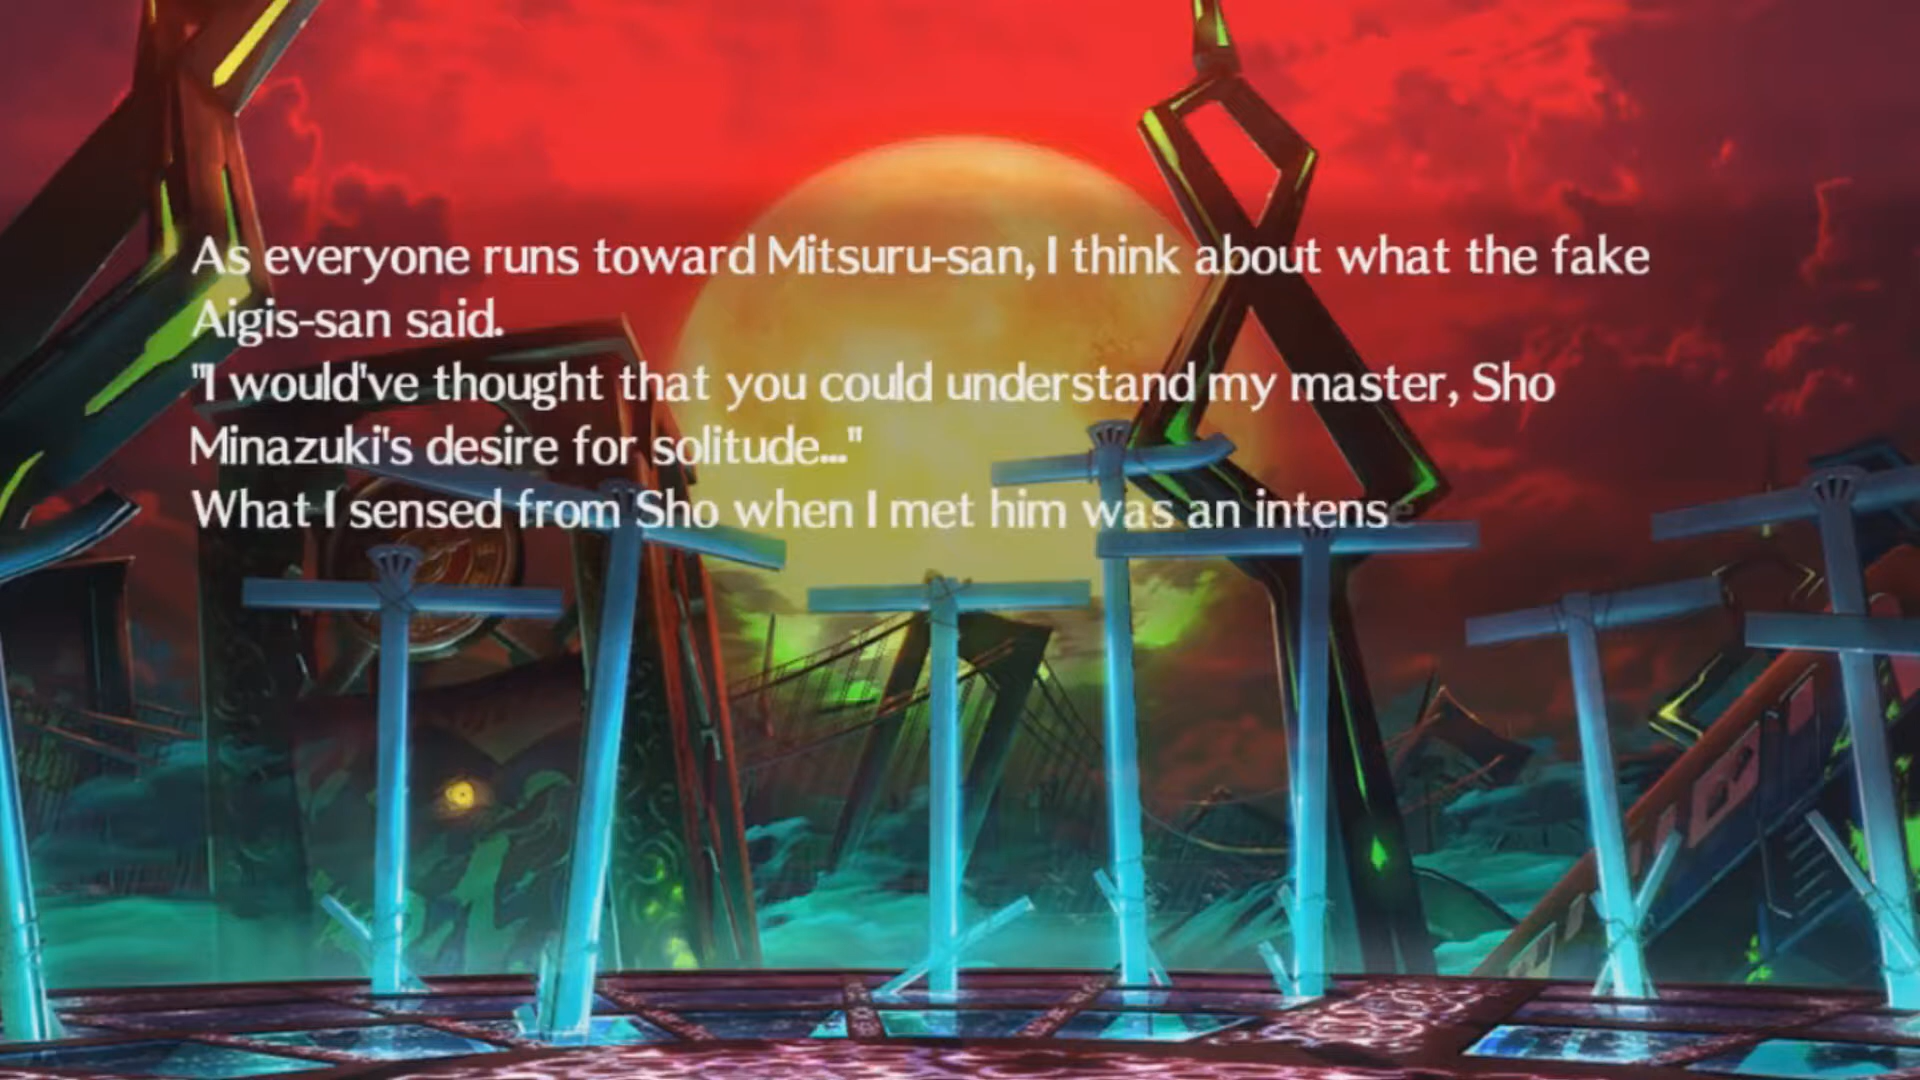 As everyone runs toward Mitsuru-san, I think about what the fake
Aigis-san said.
"I would've thought that you could understand my master, Sho
Minazuki's desire for solitude..."
What I sensed from Sho when I met him was an intense